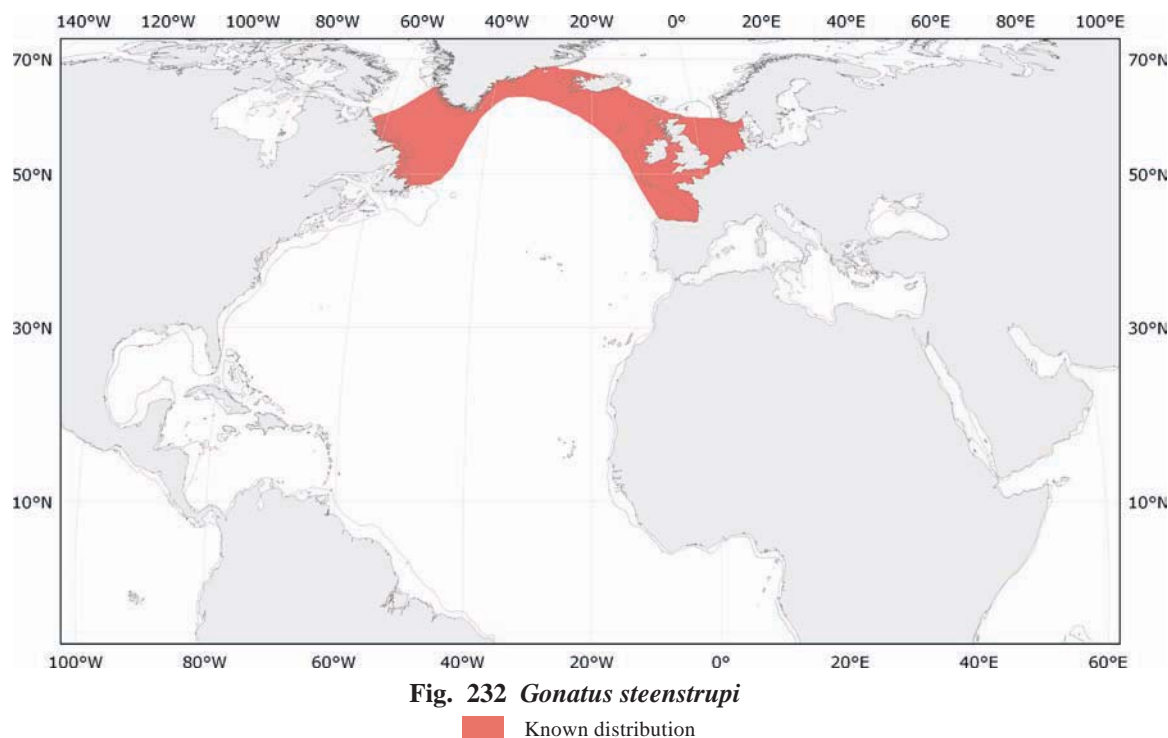 140°W 120°W 100°W 80°W 60°W 40°W 20°W 0° 20°E 40°E 60°E 80°E 100°E
70°N 70°N
50°N 50°N
30°N 30°N
10°N 10°N
100°W 80°W 60°W 40°W 20°W 0° 20°E 40°E 60°E
Fig. 232 Gonatus steenstrupi
Known distribution